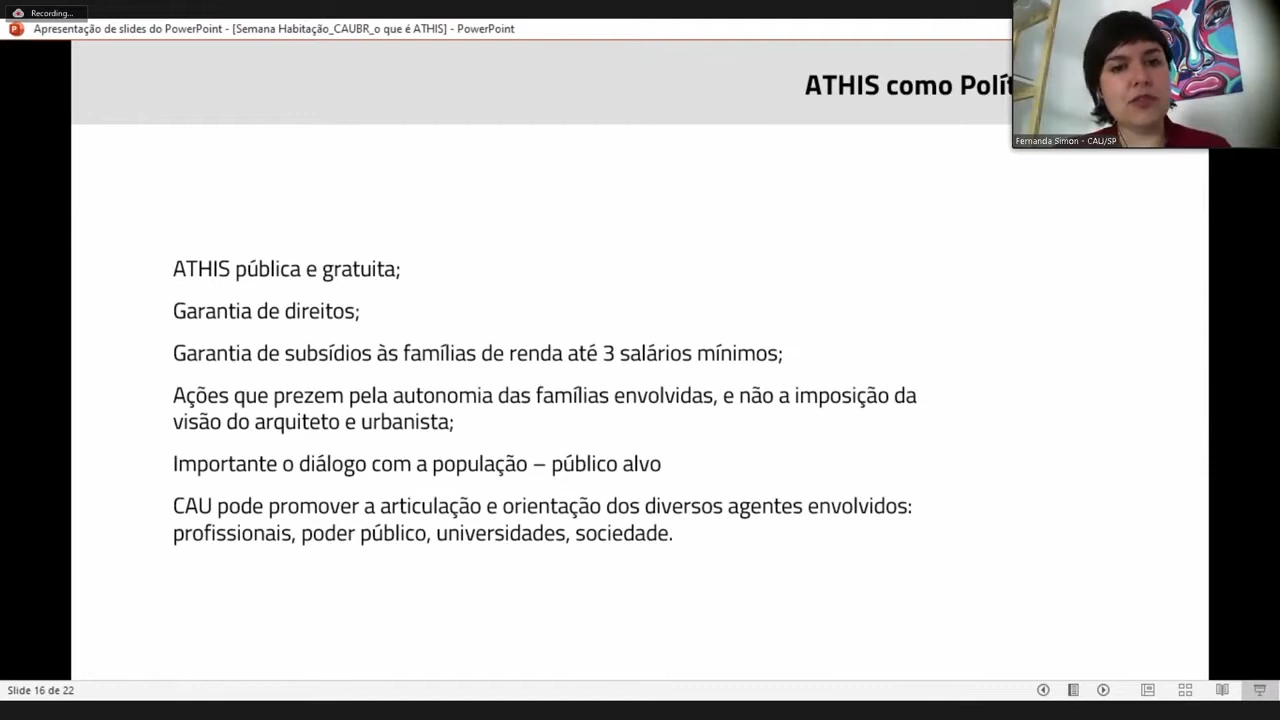 Recording...
Apresentação de slides do PowerPoint - [Semana Habitação_CAUBR_o que é ATHIS] - PowerPoint
ATHIS como Polít
Fernanda Simon - CAU/SP
ATHIS pública e gratuita;
Garantia de direitos;
Garantia de subsídios às famílias de renda até 3 salários mínimos;
Ações que prezem pela autonomia das famílias envolvidas, e não a imposição da
visão do arquiteto e urbanista;
Importante o diálogo com a população – público alvo
CAU pode promover a articulação e orientação dos diversos agentes envolvidos:
profissionais, poder público, universidades, sociedade.
Slide 16 de 22